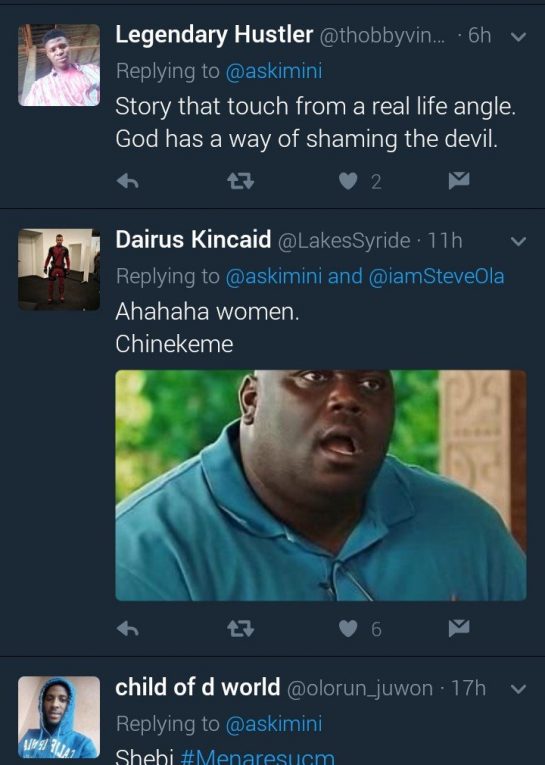 Legendary Hustler @thobbyvin... · 6h
Replying to @askimini
Story that touch from a real life angle.
God has a way of shaming the devil.
2
Dairus Kincaid @LakesSyride · 11h
Replying to @askimini and @iamSteveOla
Ahahaha women.
Chinekeme
6
child of d world @olorun_juwon · 17h
Replying to @askimini
Shebi #Menaresucm